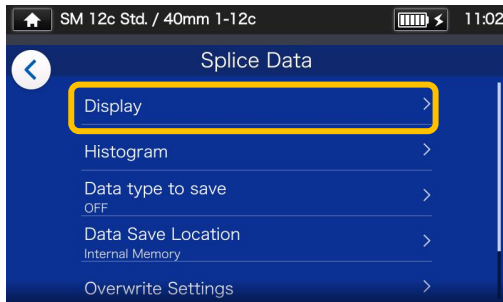 SM 12c Std. / 40mm 1-12c 11:02
Splice Data
Display
Histogram
Data type to save
OFF
Data Save Location
Internal Memory
Overwrite Settings